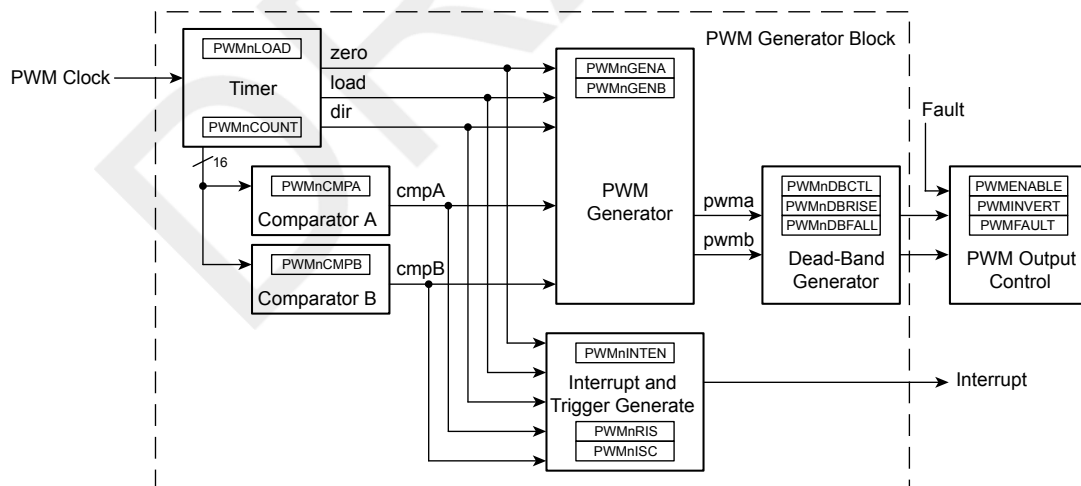 PWM Generator Block
PWM Clock
PWMnLOAD
Timer
PWMnCOUNT
zero
load
dir
16
PWMnCMPA
Comparator A
cmpA
PWMnCMPB
Comparator B
cmpB
PWMnGENA
PWMnGENB
PWM
Generator
pwma
pwmb
PWMnDBCTL
PWMnDBRISE
PWMnDBFALL
Dead-Band
Generator
Fault
PWMENABLE
PWMINVERT
PWMFAULT
PWM Output
Control
PWMnINTEN
Interrupt and
Trigger Generate
PWMnRIS
PWMnISC
Interrupt